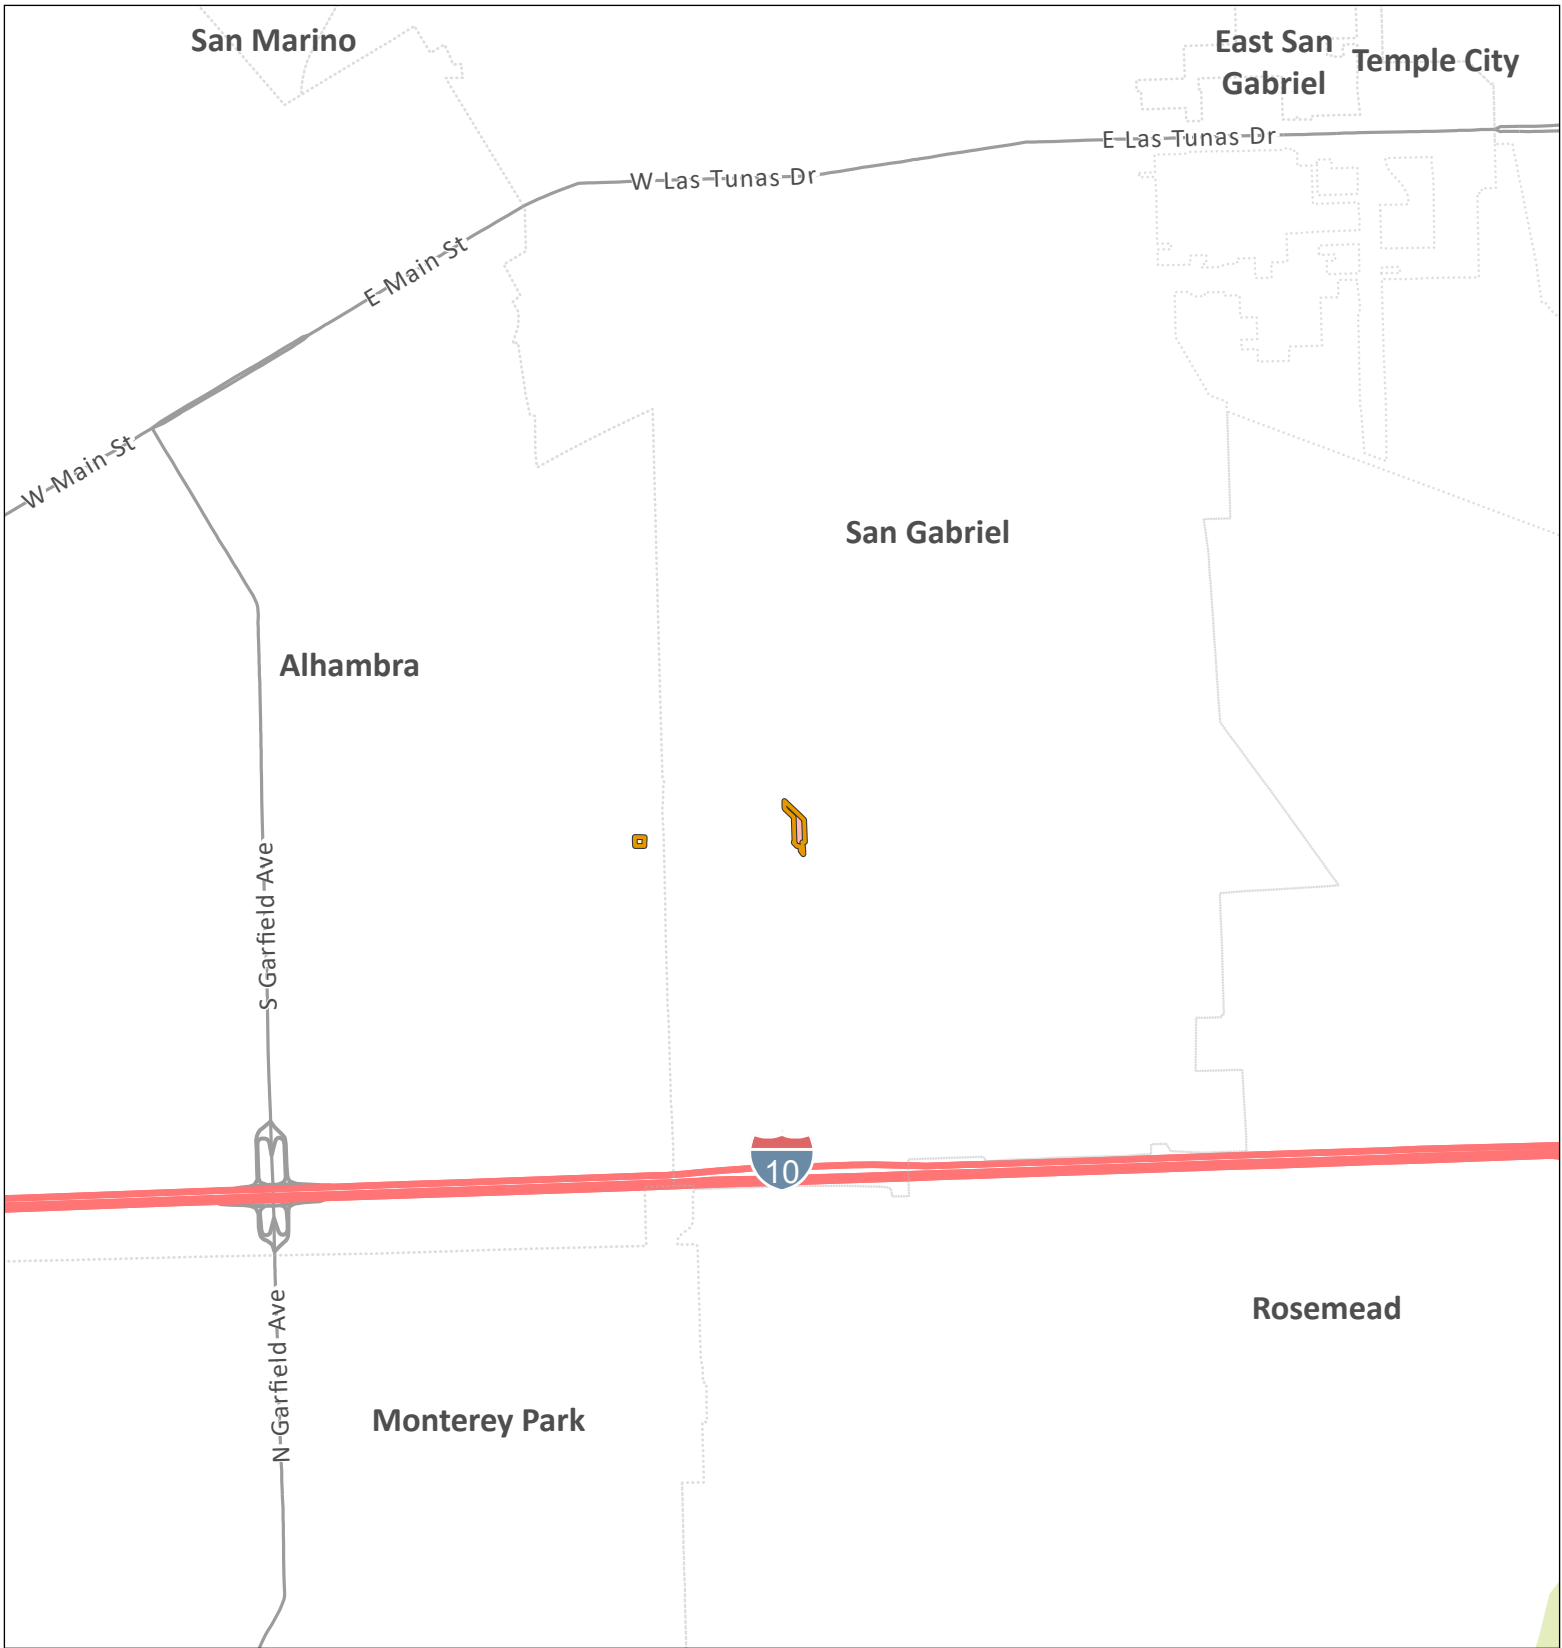 San Marino
East San
Gabriel
Temple City
E Las Tunas Dr
W Las Tunas Dr
E Main St
W Main St
San Gabriel
Alhambra
S Garfield Ave
10
Rosemead
N Garfield Ave
Monterey Park